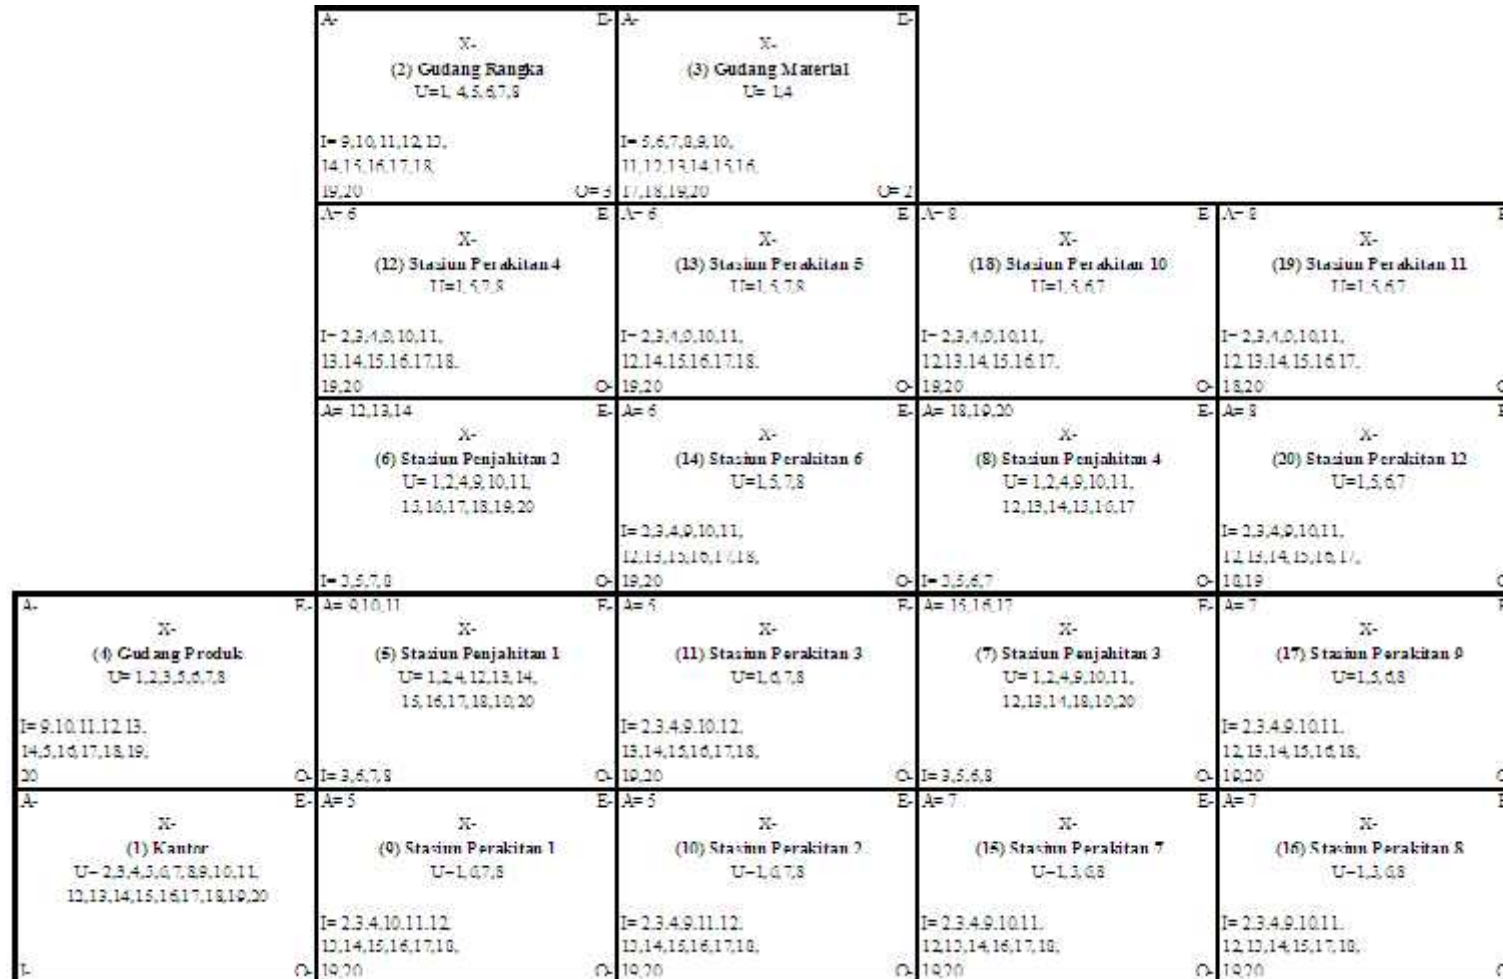 A- E- A- E-
X- X-
(2) Gudang Rangka (3) Gudang Material
U=1, 4,5,6,7,8 U= 1,4
I= 9,10,11,12,13, I= 5,6,7,8,9,10,
14,15,16,17,18, 11,12,13,14,15,16,
19,20 O= 3 17,18,19,20 O= 2
A= 6 E- A= 6 E- A= 8 E- A= 8
X- X- X- X-
(12) Stasiun Perakitan 4 (13) Stasiun Perakitan 5 (18) Stasiun Perakitan 10 (19) Stasiun Perakitan 11
U=1,5,7,8 U=1,5,7,8 U=1,5,6,7 U=1,5,6,7
I= 2,3,4,9,10,11, I= 2,3,4,9,10,11, I= 2,3,4,9,10,11, I= 2,3,4,9,10,11,
13,14,15,16,17,18, 12,14,15,16,17,18, 12,13,14,15,16,17, 12,13,14,15,16,17,
19,20 O- 19,20 O- 19,20 O- 18,20
A= 12,13,14 E- A= 6 E- A= 18,19,20 E- A= 8
X- X- X- X-
(6) Stasiun Penjahitan 2 (14) Stasiun Perakitan 6 (8) Stasiun Penjahitan 4 (20) Stasiun Perakitan 12
U= 1,2,4,9,10,11, U=1,5,7,8 U= 1,2,4,9,10,11, U=1,5,6,7
15,16,17,18,19,20 12,13,14,15,16,17
I= 2,3,4,9,10,11, I= 2,3,4,9,10,11,
12,13,15,16,17,18, 12,13,14,15,16,17,
I= 3,5,7,8 O- 19,20 O- I= 3,5,6,7 O- 18,19
A- E- A= 9,10,11 E- A= 5 E- A= 15,16,17 E- A= 7
X- X- X- X- X-
(4) Gudang Produk (5) Stasiun Penjahitan 1 (11) Stasiun Perakitan 3 (7) Stasiun Penjahitan 3 (17) Stasiun Perakitan 9
U= 1,2,3,5,6,7,8 U= 1,2,4,12,13,14, U=1,6,7,8 U= 1,2,4,9,10,11, U=1,5,6,8
15,16,17,18,19,20 12,13,14,18,19,20
I= 9,10,11,12,13, I= 2,3,4,9,10,12, I= 2,3,4,9,10,11,
14,5,16,17,18,19, 13,14,15,16,17,18, 12,13,14,15,16,18,
20 O- I= 3,6,7,8 O- 19,20 O- I= 3,5,6,8 O- 19,20
A- E- A= 5 E- A= 5 E- A= 7 E- A= 7
X- X- X- X- X-
(1) Kantor (9) Stasiun Perakitan 1 (10) Stasiun Perakitan 2 (15) Stasiun Perakitan 7 (16) Stasiun Perakitan 8
U= 2,3,4,5,6,7,8,9,10,11, U=1,6,7,8 U=1,6,7,8 U=1,5,6,8 U=1,5,6,8
12,13,14,15,16,17,18,19,20
I= 2,3,4,10,11,12, I= 2,3,4,9,11,12, I= 2,3,4,9,10,11, I= 2,3,4,9,10,11,
13,14,15,16,17,18, 13,14,15,16,17,18, 12,13,14,16,17,18, 12,13,14,15,17,18,
I- O- 19,20 O- 19,20 O- 19,20 O- 19,20